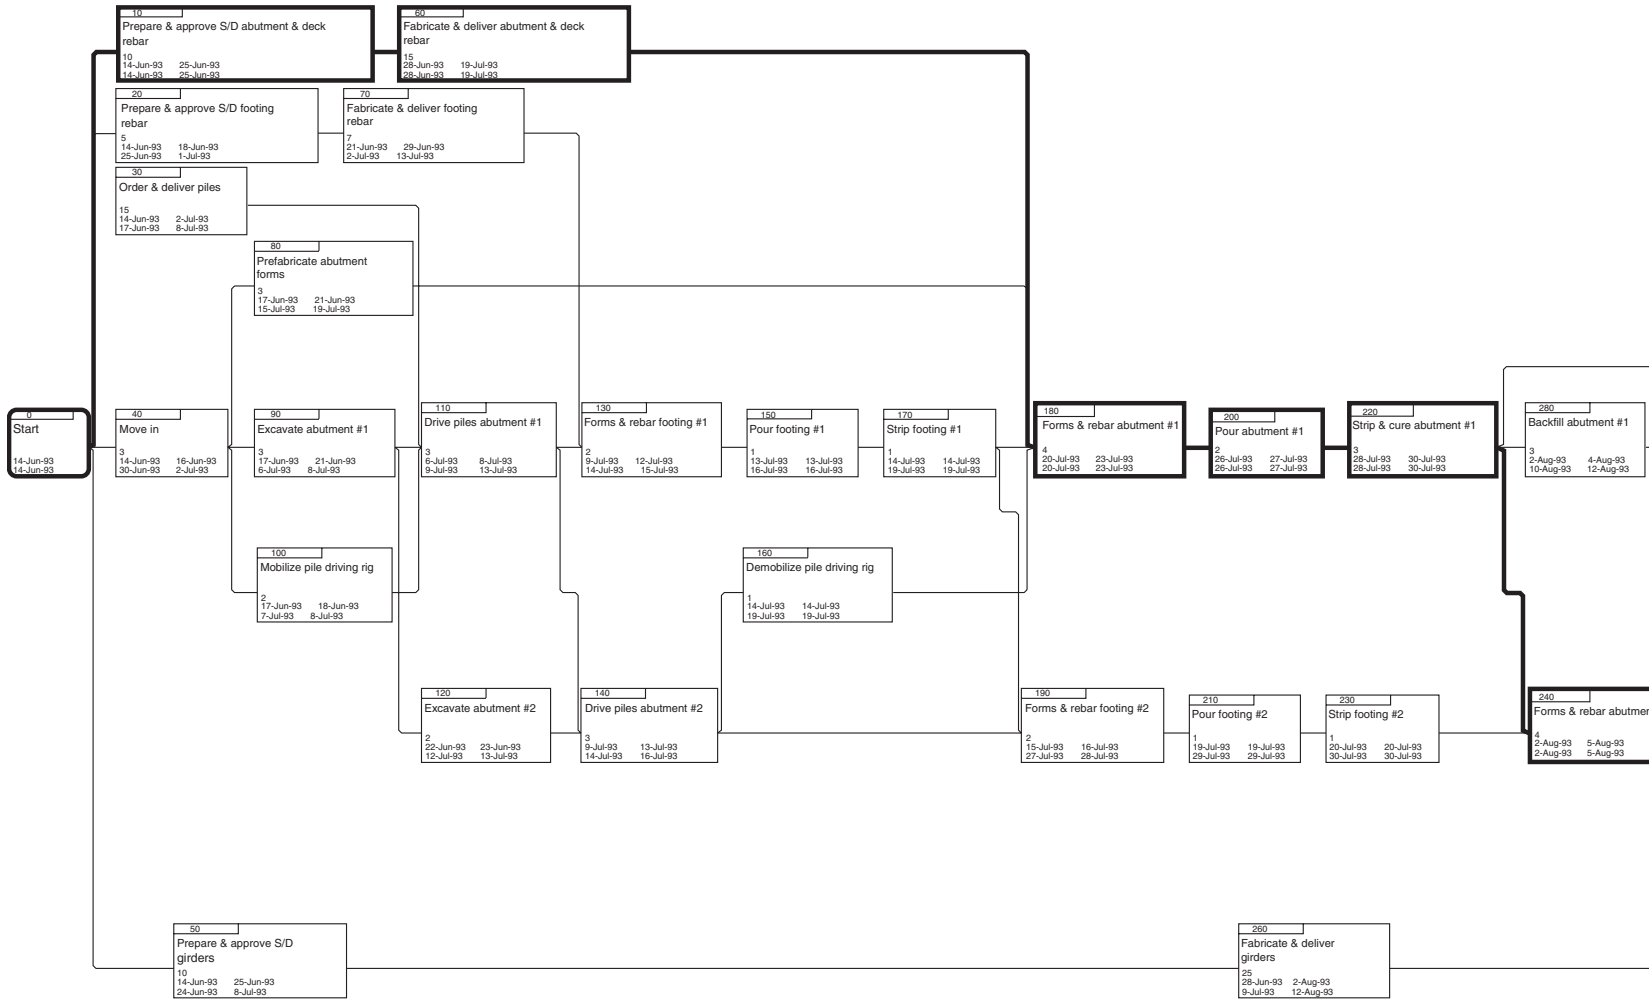 10
Prepare & approve S/D abutment & deck
rebar
10
14-Jun-93 25-Jun-93
14-Jun-93 25-Jun-93
60
Fabricate & deliver abutment & deck
rebar
15
28-Jun-93 19-Jul-93
28-Jun-93 19-Jul-93
20
Prepare & approve S/D footing
rebar
5
14-Jun-93 18-Jun-93
25-Jun-93 1-Jul-93
70
Fabricate & deliver footing
rebar
7
21-Jun-93 29-Jun-93
2-Jul-93 13-Jul-93
30
Order & deliver piles
15
14-Jun-93 2-Jul-93
17-Jun-93 8-Jul-93
80
Prefabricate abutment
forms
3
17-Jun-93 21-Jun-93
15-Jul-93 19-Jul-93
0
Start
14-Jun-93
14-Jun-93
40
Move in
3
14-Jun-93 16-Jun-93
30-Jun-93 2-Jul-93
90
Excavate abutment #1
3
17-Jun-93 21-Jun-93
6-Jul-93 8-Jul-93
110
Drive piles abutment #1
3
6-Jul-93 8-Jul-93
9-Jul-93 13-Jul-93
130
Forms & rebar footing #1
2
9-Jul-93 12-Jul-93
14-Jul-93 15-Jul-93
150
Pour footing #1
1
13-Jul-93 13-Jul-93
16-Jul-93 16-Jul-93
170
Strip footing #1
1
14-Jul-93 14-Jul-93
19-Jul-93 19-Jul-93
180
Forms & rebar abutment #1
4
20-Jul-93 23-Jul-93
20-Jul-93 23-Jul-93
200
Pour abutment #1
2
26-Jul-93 27-Jul-93
26-Jul-93 27-Jul-93
220
Strip & cure abutment #1
3
28-Jul-93 30-Jul-93
28-Jul-93 30-Jul-93
280
Backfill abutment #1
3
2-Aug-93 4-Aug-93
10-Aug-93 12-Aug-93
100
Mobilize pile driving rig
2
17-Jun-93 18-Jun-93
7-Jul-93 8-Jul-93
160
Demobilize pile driving rig
1
14-Jul-93 14-Jul-93
19-Jul-93 19-Jul-93
120
Excavate abutment #2
2
22-Jun-93 23-Jun-93
12-Jul-93 13-Jul-93
140
Drive piles abutment #2
3
9-Jul-93 13-Jul-93
14-Jul-93 16-Jul-93
190
Forms & rebar footing #2
2
15-Jul-93 16-Jul-93
27-Jul-93 28-Jul-93
210
Pour footing #2
1
19-Jul-93 19-Jul-93
29-Jul-93 29-Jul-93
230
Strip footing #2
1
20-Jul-93 20-Jul-93
30-Jul-93 30-Jul-93
240
Forms & rebar abutmen
4
2-Aug-93 5-Aug-93
2-Aug-93 5-Aug-93
50
Prepare & approve S/D
girders
10
14-Jun-93 25-Jun-93
24-Jun-93 8-Jul-93
260
Fabricate & deliver
girders
25
28-Jun-93 2-Aug-93
9-Jul-93 12-Aug-93